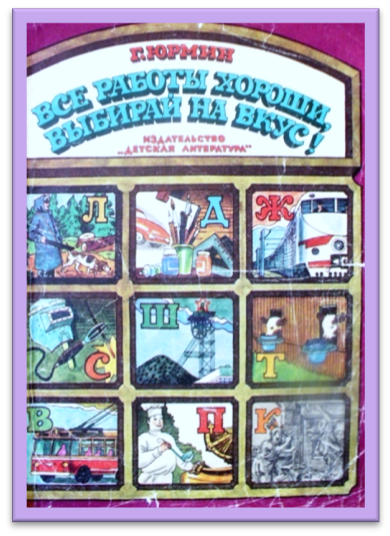 Г. ЮРМИН
ВСЕ РАБОТЫ ХОРОШИ,
ВЫБИРАЙ НА ВКУС!
ИЗДАТЕЛЬСТВО
„ДЕТСКАЯ ЛИТЕРАТУРА"
Л Д Ж
С Ш Т
В П К